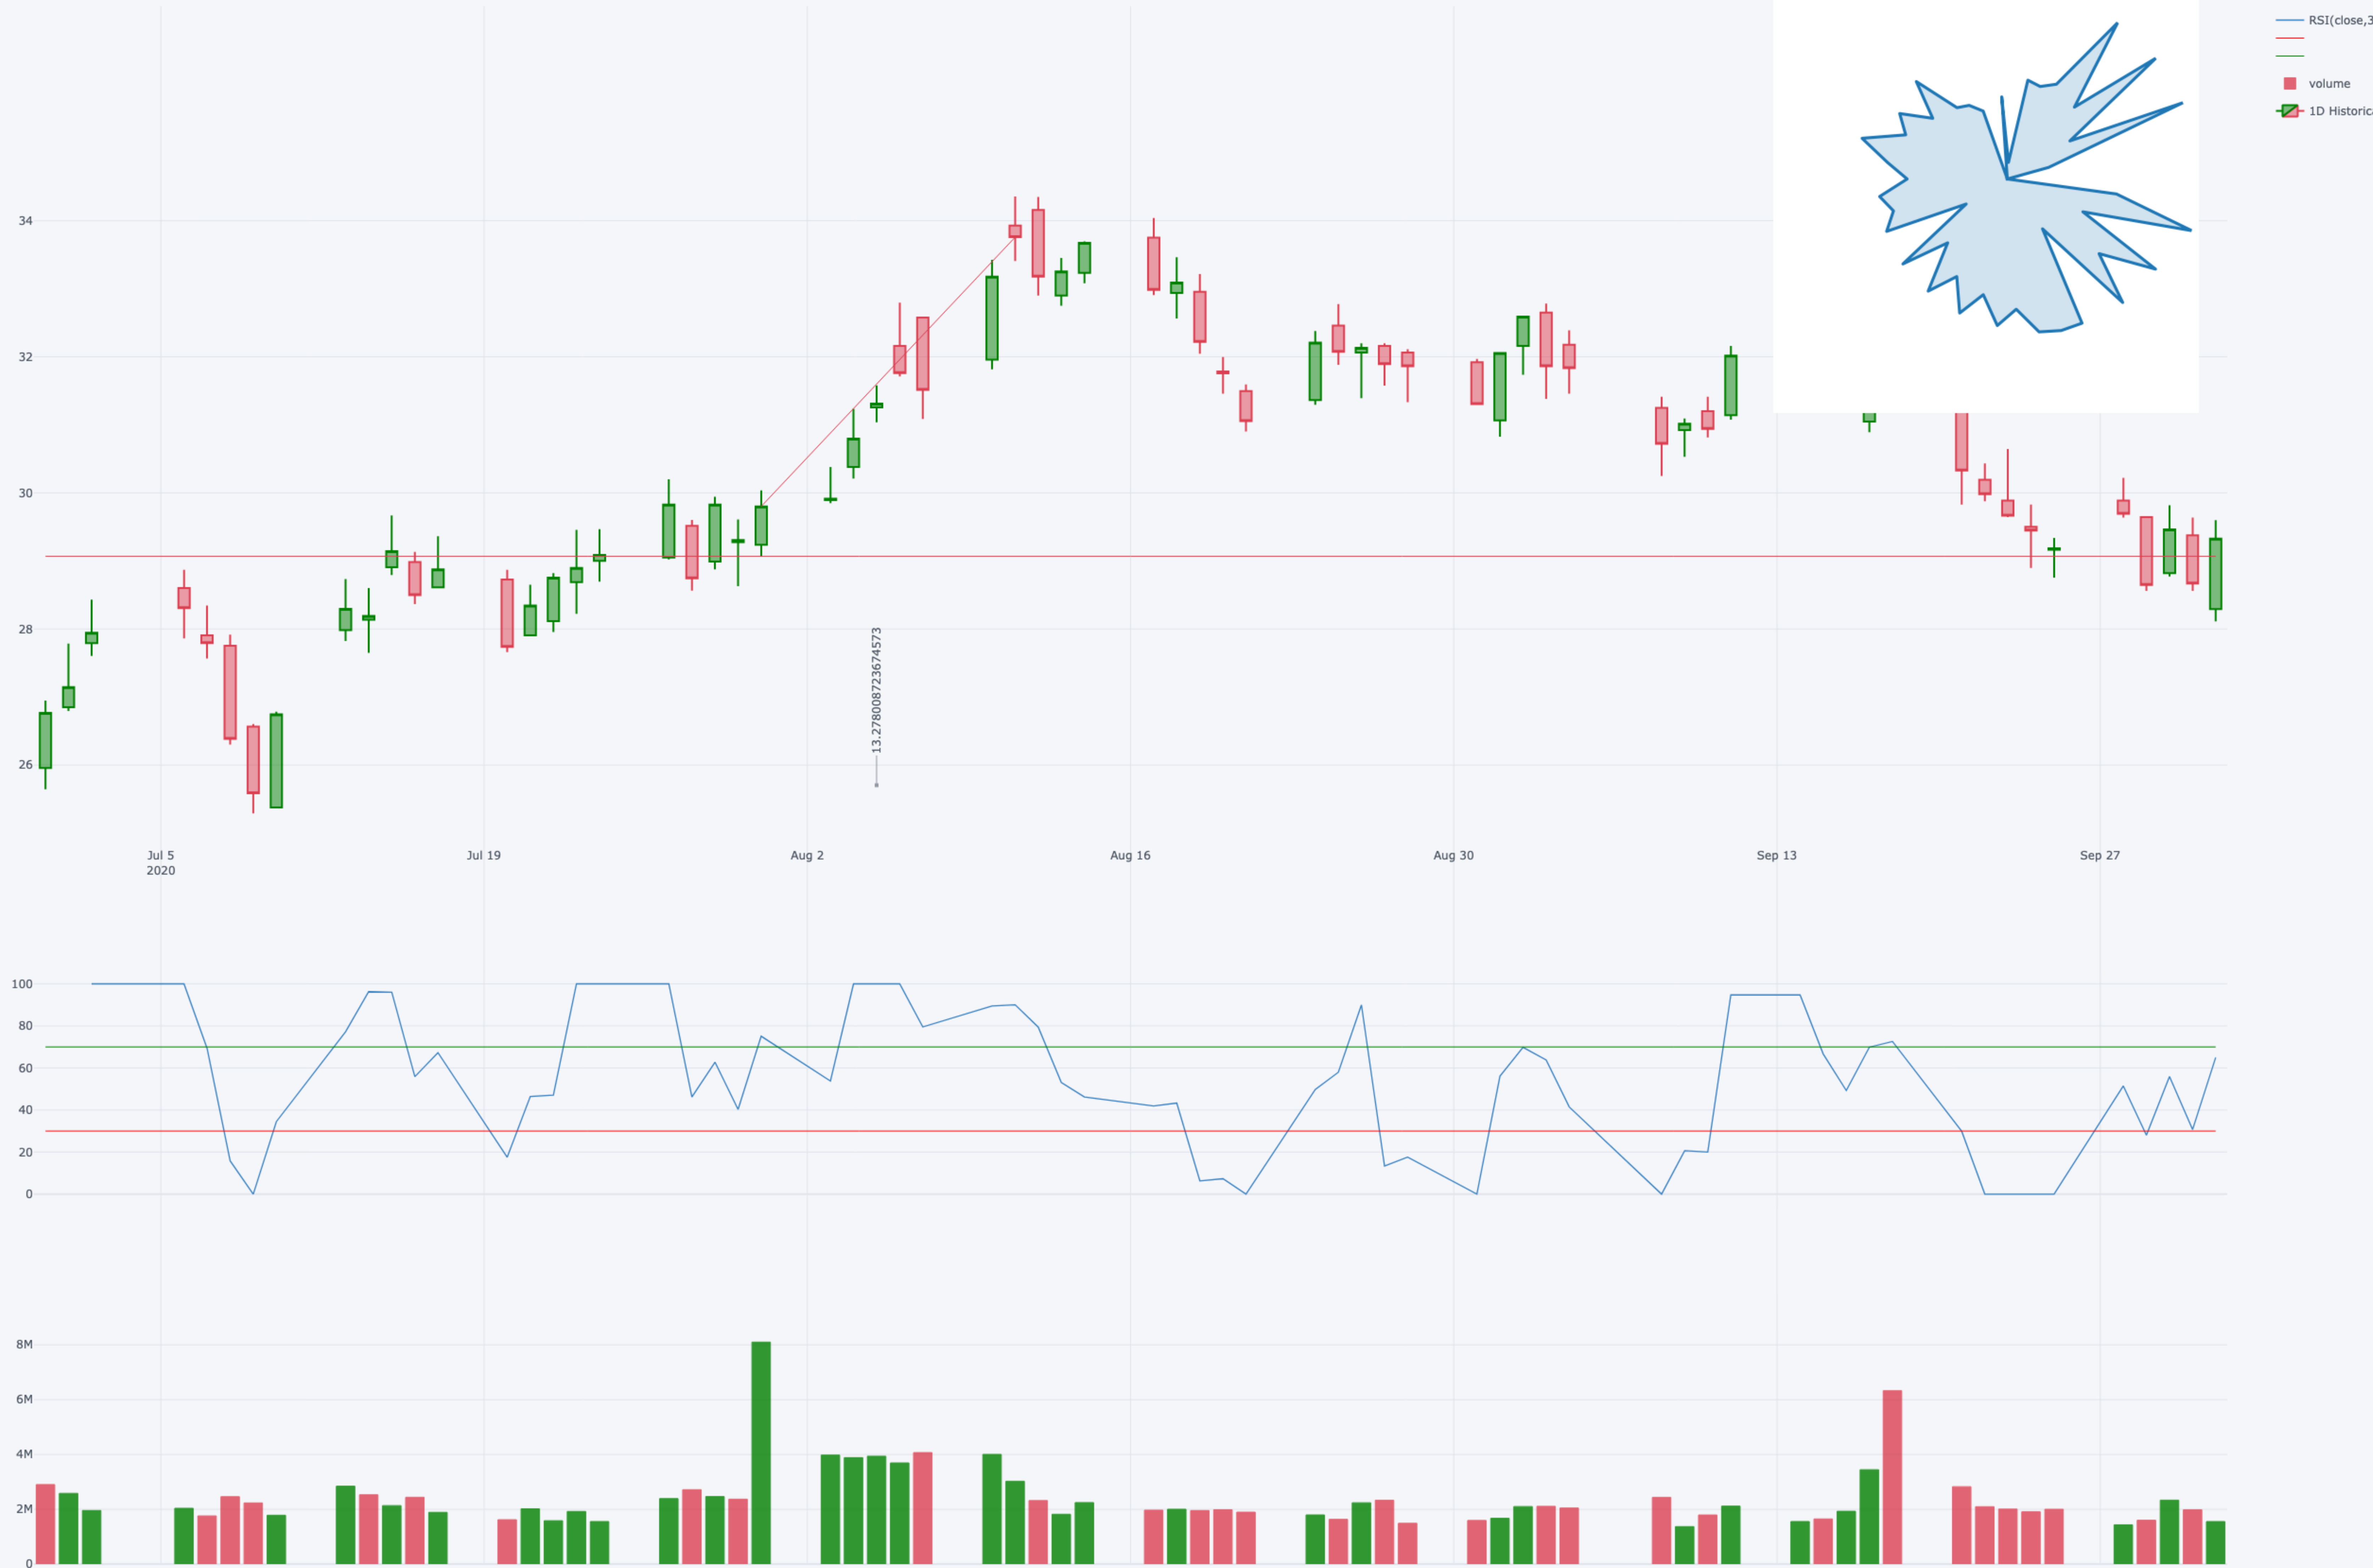 RSI(close,3
volume
1D Historica
34
32
30
28
26
13.278008723674573
Jul 5
2020
Jul 19
Aug 2
Aug 16
Aug 30
Sep 13
Sep 27
100
80
60
40
20
0
8M
6M
4M
2M
0